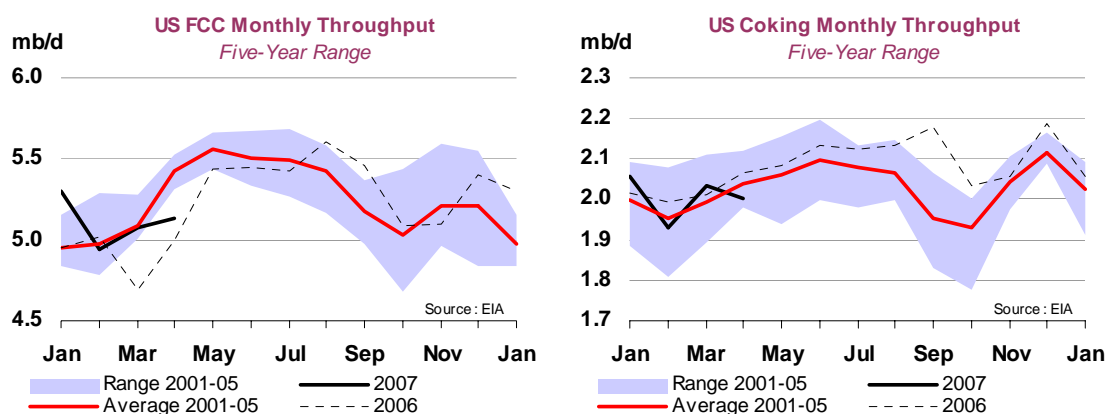 US FCC Monthly Throughput
Five-Year Range
mb/d
6.0
5.5
5.0
4.5
Source : EIA
Jan Mar May Jul Sep Nov Jan
Range 2001-05 2007
Average 2001-05 2006
US Coking Monthly Throughput
Five-Year Range
mb/d
2.3
2.2
2.1
2.0
1.9
1.8
1.7
Source : EIA
Jan Mar May Jul Sep Nov Jan
Range 2001-05 2007
Average 2001-05 2006